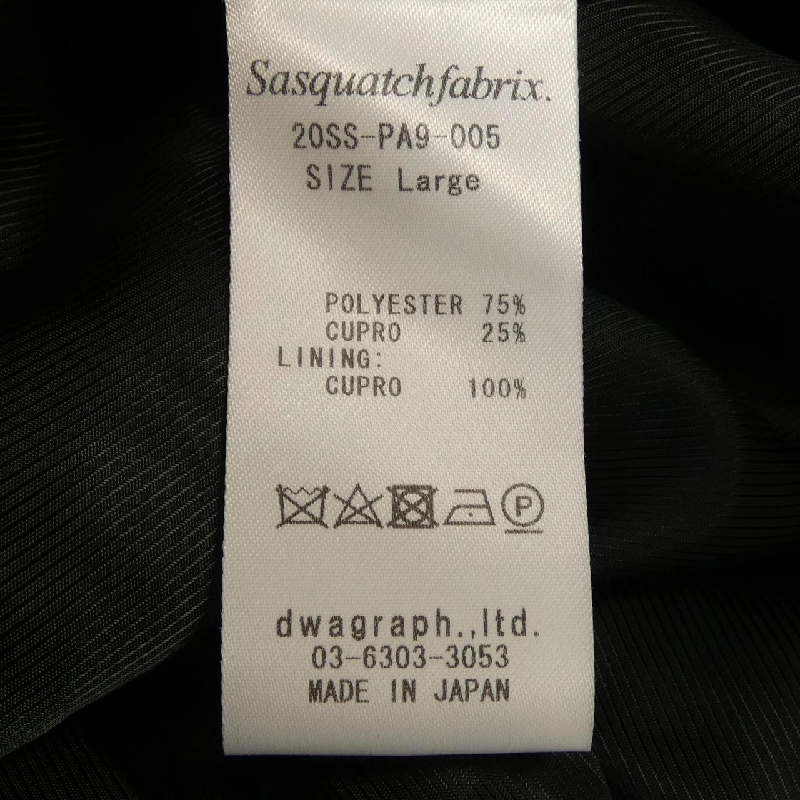 Sasquatchfabrix.
20SS-PA9-005
SIZE Large
POLYESTER 75%
CUPRO 25%
LINING:
CUPRO 100%
P
dwagraph.,ltd.
03-6303-3053
MADE IN JAPAN